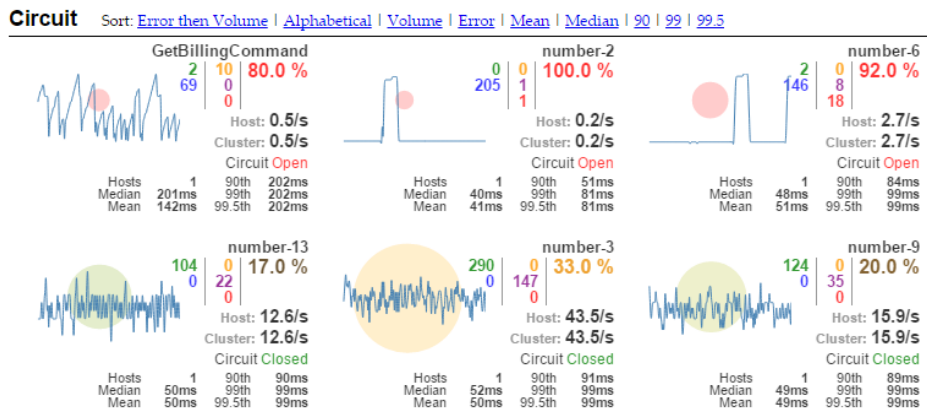 Circuit Sort: Error then Volume | Alphabetical | Volume | Error | Mean | Median | 90 | 99 | 99.5
GetBillingCommand
2 10 80.0 %
69 0
0
Host: 0.5/s
Cluster: 0.5/s
Circuit Open
Hosts 1 90th 202ms
Median 201ms 99th 202ms
Mean 142ms 99.5th 202ms
number-2
0 0 100.0 %
205 1
1
Host: 0.2/s
Cluster: 0.2/s
Circuit Open
Hosts 1 90th 51ms
Median 40ms 99th 81ms
Mean 41ms 99.5th 81ms
number-6
2 0 92.0 %
146 8
18
Host: 2.7/s
Cluster: 2.7/s
Circuit Open
Hosts 1 90th 84ms
Median 48ms 99th 99ms
Mean 51ms 99.5th 99ms
number-13
104 0 17.0 %
0 22
0
Host: 12.6/s
Cluster: 12.6/s
Circuit Closed
Hosts 1 90th 90ms
Median 50ms 99th 99ms
Mean 50ms 99.5th 99ms
number-3
290 0 33.0 %
0 147
0
Host: 43.5/s
Cluster: 43.5/s
Circuit Closed
Hosts 1 90th 91ms
Median 52ms 99th 99ms
Mean 50ms 99.5th 99ms
number-9
124 0 20.0 %
0 35
0
Host: 15.9/s
Cluster: 15.9/s
Circuit Closed
Hosts 1 90th 89ms
Median 49ms 99th 99ms
Mean 49ms 99.5th 99ms